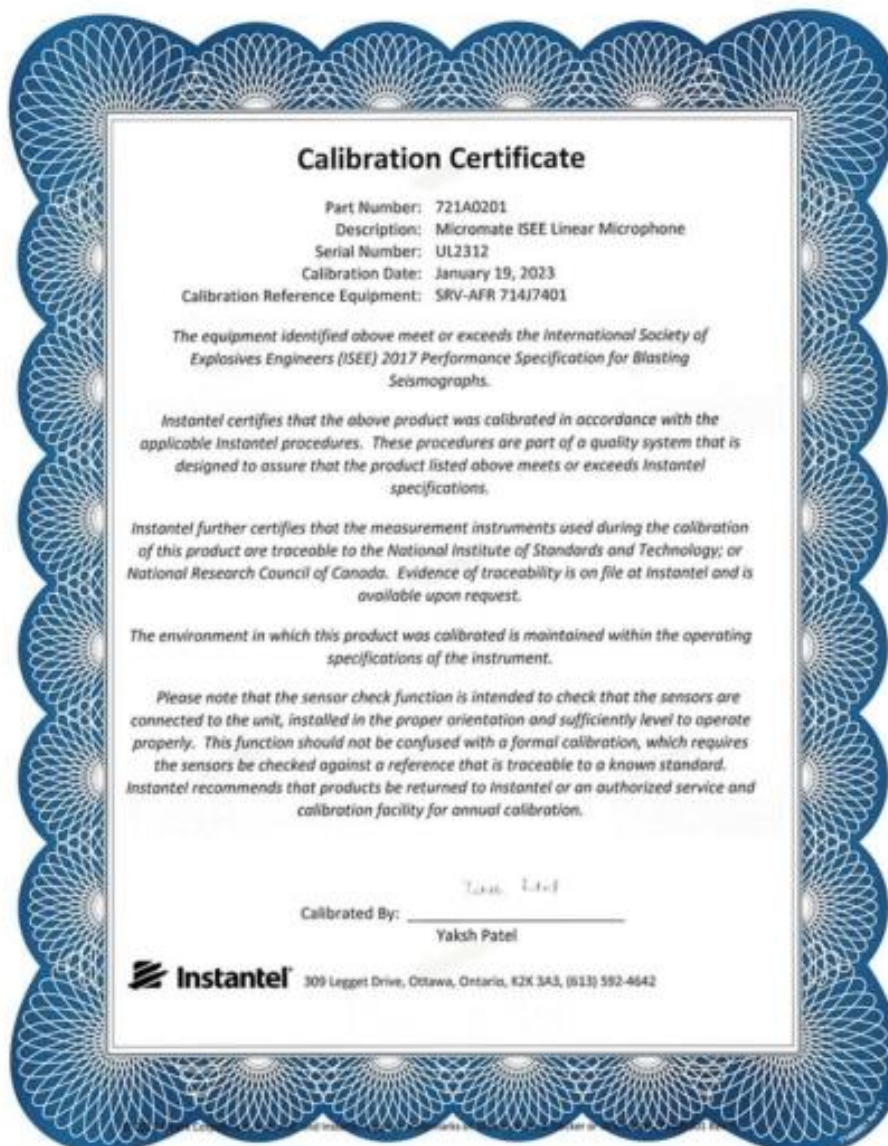 Calibration Certificate
Part Number: 721A0201
Description: Micromate ISEE Linear Microphone
Serial Number: UL2312
Calibration Date: January 19, 2023
Calibration Reference Equipment: SRV-AFR 714J7401
The equipment identified above meet or exceeds the International Society of
Explosives Engineers (ISEE) 2017 Performance Specification for Blasting
Seismographs.
Instantel certifies that the above product was calibrated in accordance with the
applicable Instantel procedures. These procedures are part of a quality system that is
designed to assure that the product listed above meets or exceeds Instantel
specifications.
Instantel further certifies that the measurement instruments used during the calibration
of this product are traceable to the National Institute of Standards and Technology; or
National Research Council of Canada. Evidence of traceability is on file at Instantel and is
available upon request.
The environment in which this product was calibrated is maintained within the operating
specifications of the instrument.
Please note that the sensor check function is intended to check that the sensors are
connected to the unit, installed in the proper orientation and sufficiently level to operate
properly. This function should not be confused with a formal calibration, which requires
the sensors be checked against a reference that is traceable to a known standard.
Instantel recommends that products be returned to Instantel or an authorized service and
calibration facility for annual calibration.
Calibrated By:
Yaksh Patel
Instantel 309 Legget Drive, Ottawa, Ontario, K2K 3A3, (613) 592-4642